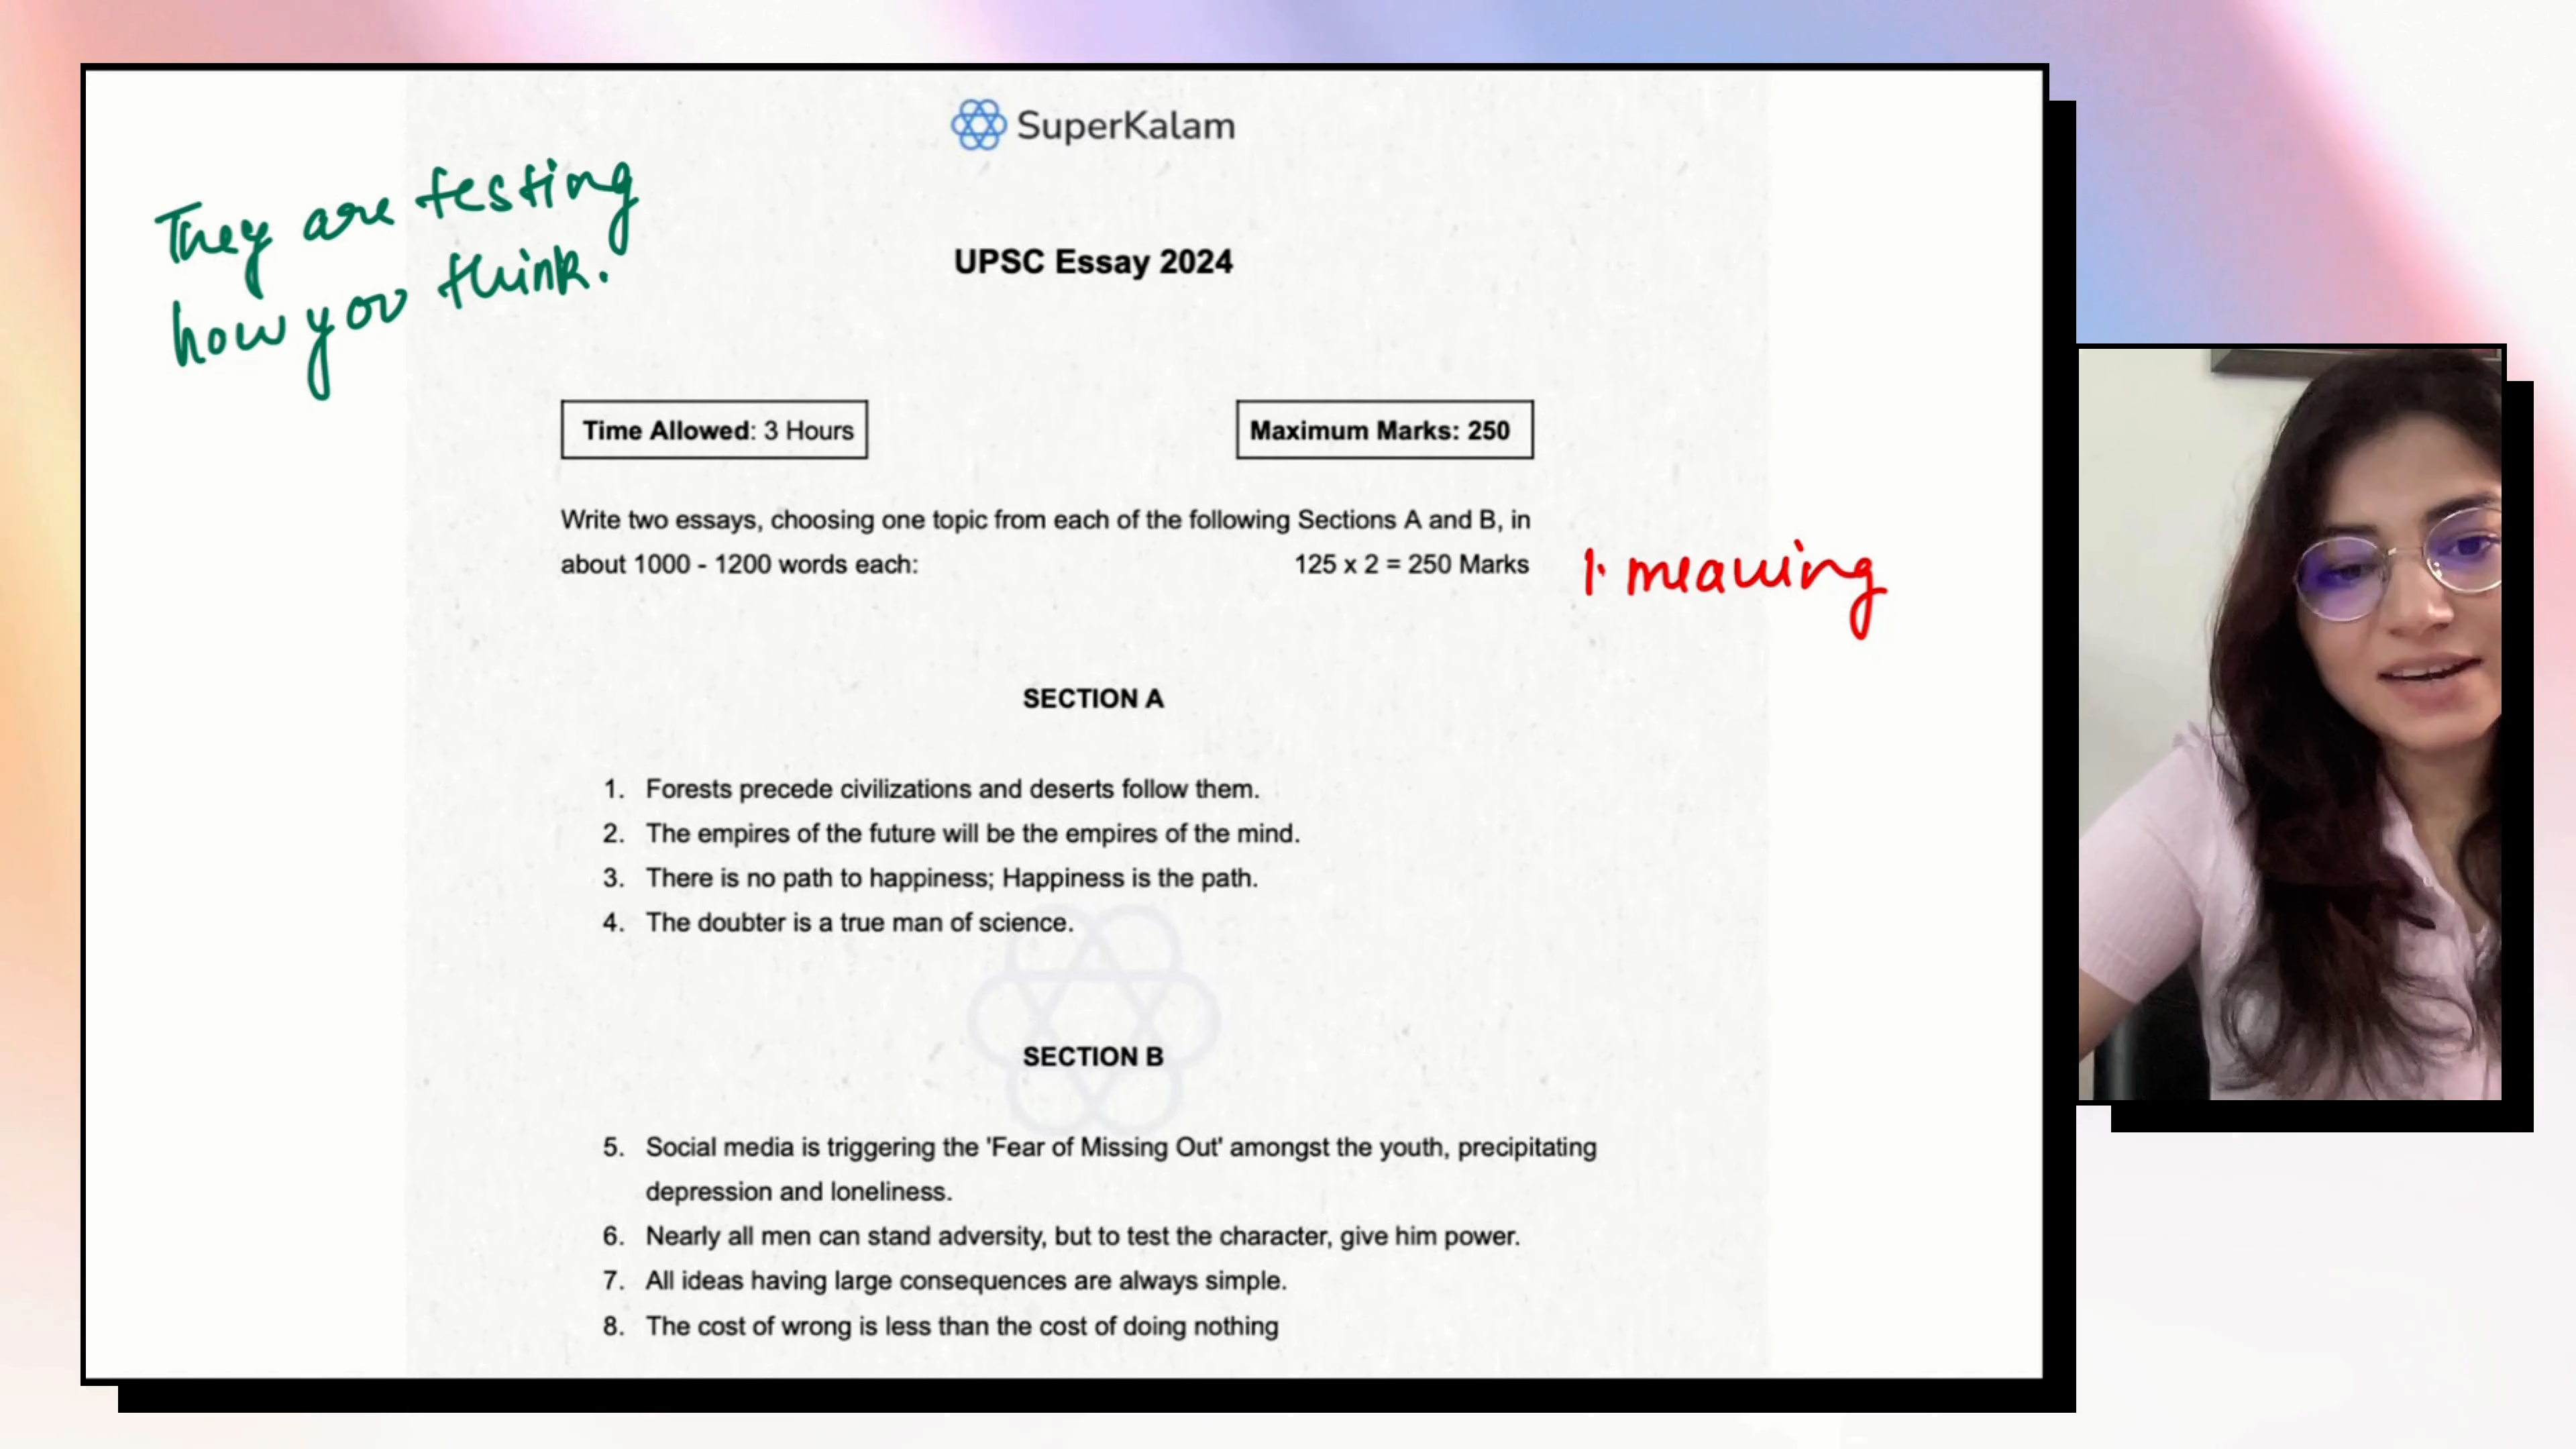 SuperKalam
They are testing
how you think.
UPSC Essay 2024
Time Allowed: 3 Hours
Maximum Marks: 250
Write two essays, choosing one topic from each of the following Sections A and B, in
about 1000 - 1200 words each:
125 x 2 = 250 Marks
1. meaning
SECTION A
1. Forests precede civilizations and deserts follow them.
2. The empires of the future will be the empires of the mind.
3. There is no path to happiness; Happiness is the path.
4. The doubter is a true man of science.
SECTION B
5. Social media is triggering the 'Fear of Missing Out' amongst the youth, precipitating
depression and loneliness.
6. Nearly all men can stand adversity, but to test the character, give him power.
7. All ideas having large consequences are always simple.
8. The cost of wrong is less than the cost of doing nothing